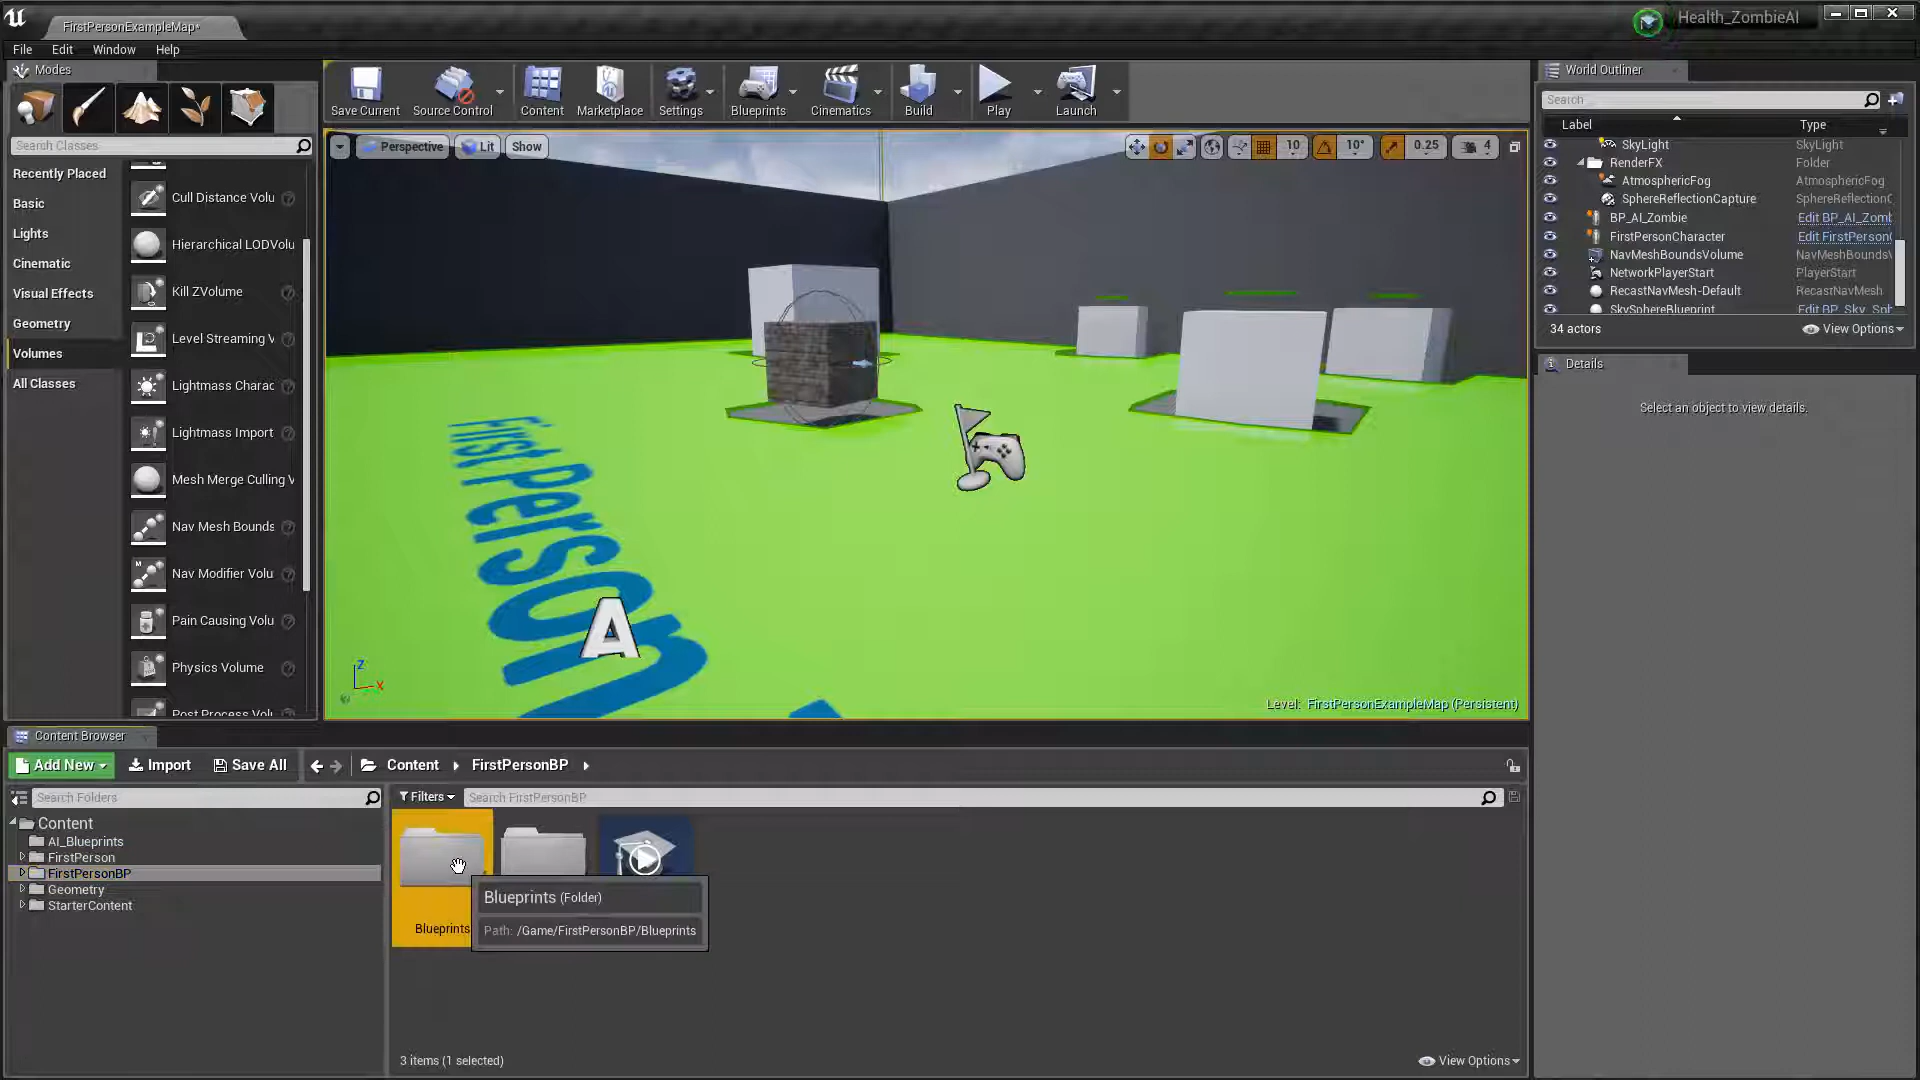 FirstPersonExampleMap*
Health_ZombieAI
File Edit Window Help
Modes
Search Classes
Recently Placed
Basic
Lights
Cinematic
Visual Effects
Geometry
Volumes
All Classes
Cull Distance Volu
Hierarchical LODVolu
Kill ZVolume
Level Streaming V
Lightmass Charac
Lightmass Import
Mesh Merge Culling V
Nav Mesh Bounds
Nav Modifier Volu
Pain Causing Volu
Physics Volume
Post Process Volu
Save Current Source Control Content Marketplace Settings Blueprints Cinematics Build Play Launch
Perspective Lit Show
10 10° 0.25 4
First Person
A
Z
X
Level: FirstPersonExampleMap (Persistent)
World Outliner
Search
Label Type
SkyLight SkyLight
RenderFX Folder
AtmosphericFog AtmosphericFog
SphereReflectionCapture SphereReflectionC
BP_AI_Zombie Edit BP_AI_Zomb
FirstPersonCharacter Edit FirstPerson
NavMeshBoundsVolume NavMeshBoundsV
NetworkPlayerStart PlayerStart
RecastNavMesh-Default RecastNavMesh
SkySphereBlueprint Edit BP_Sky_Sph
34 actors
View Options
Details
Select an object to view details.
Content Browser
Add New Import Save All Content FirstPersonBP
Search Folders
Content
AI_Blueprints
FirstPerson
FirstPersonBP
Geometry
StarterContent
Filters Search FirstPersonBP
Blueprints
Blueprints (Folder)
Path: /Game/FirstPersonBP/Blueprints
3 items (1 selected)
View Options